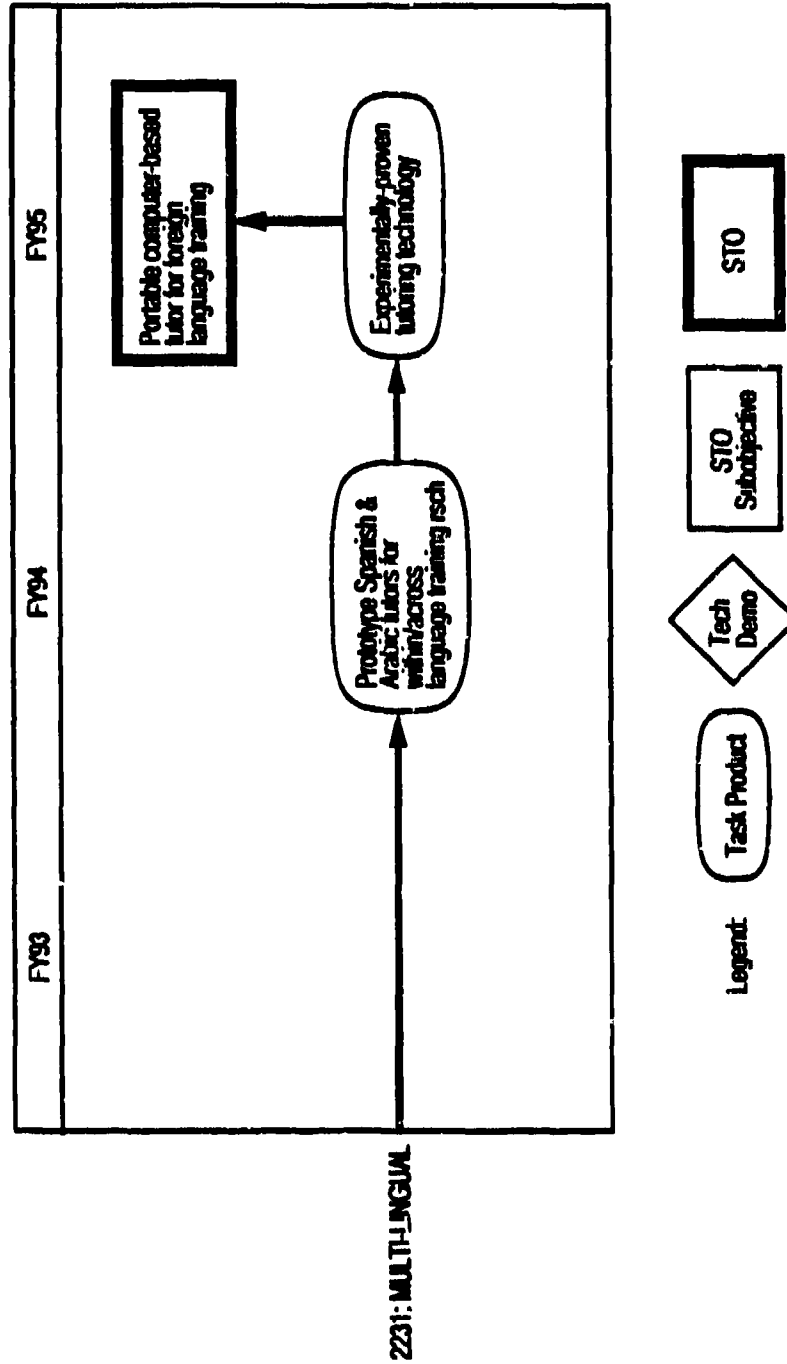 FY93
FY94
FY95
Portable computer-based
tutor for foreign
language training
2231: MULTI-LINGUAL
Prototype Spanish &
Arabic tutors for
within/across
language training rsch
Experimentally-proven
tutoring technology
Legend:
Task Product
Tech
Demo
STO
Subobjective
STO